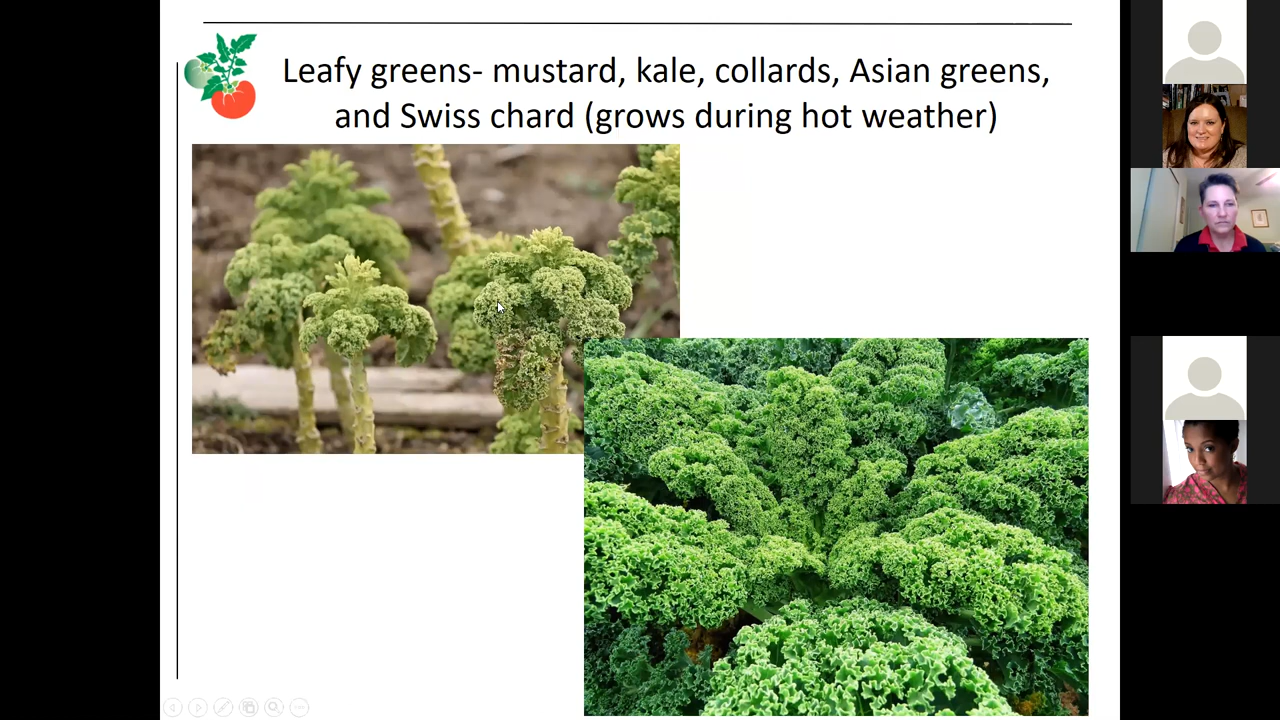 Leafy greens- mustard, kale, collards, Asian greens,
and Swiss chard (grows during hot weather)